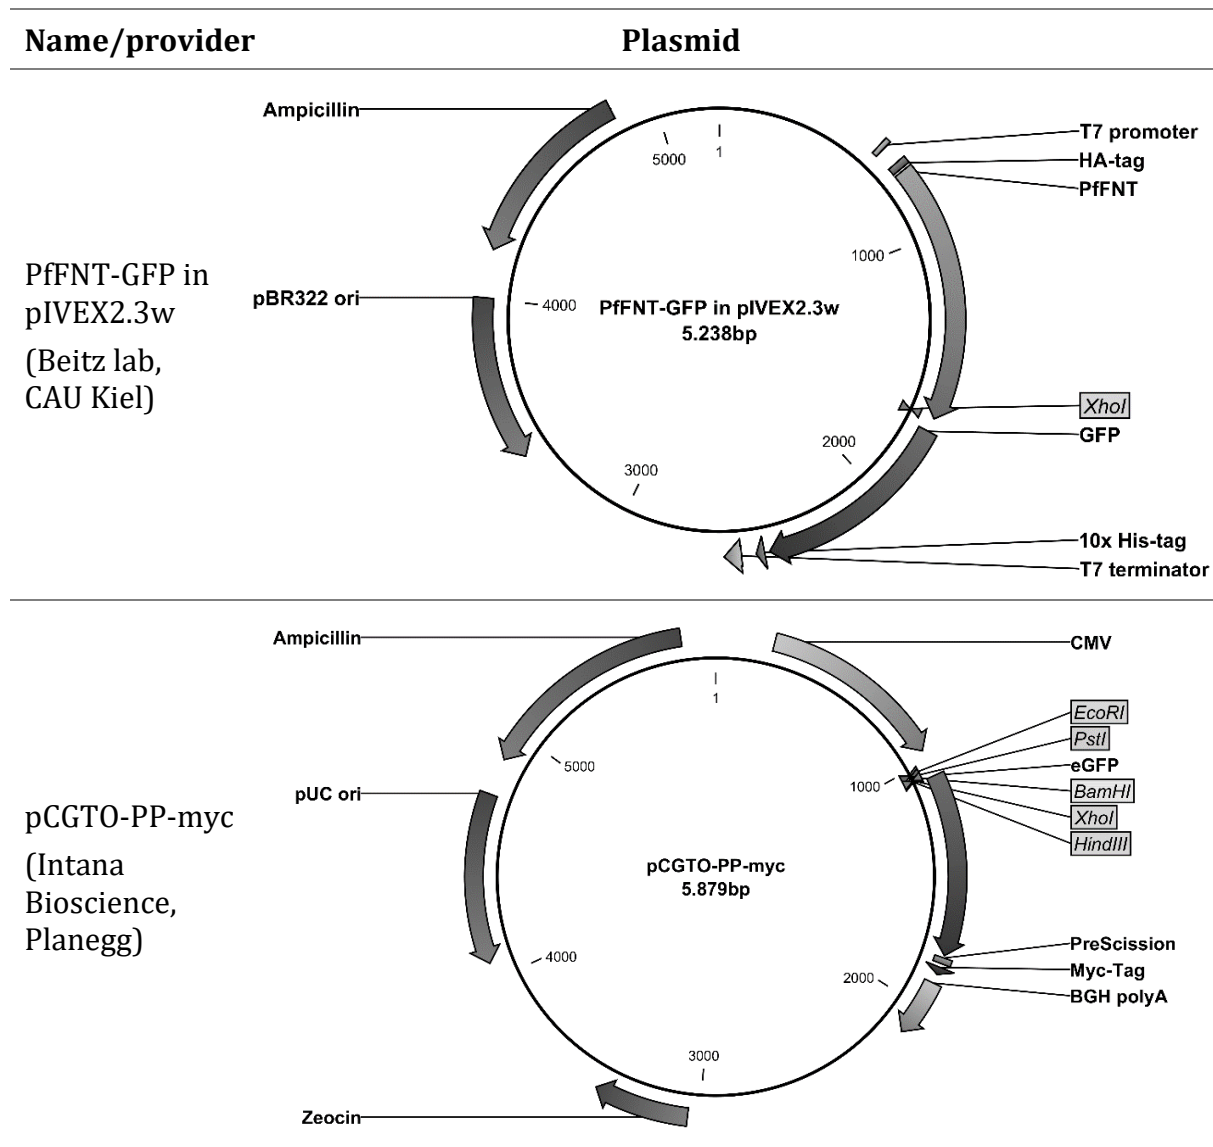 Name/provider
Plasmid
PfFNT-GFP in
pIVEX2.3w
(Beitz lab,
CAU Kiel)
Ampicillin
pBR322 ori
T7 promoter
HA-tag
PfFNT
XhoI
GFP
10x His-tag
T7 terminator
1
1000
2000
3000
4000
5000
PfFNT-GFP in pIVEX2.3w
5.238bp
pCGTO-PP-myc
(Intana
Bioscience,
Planegg)
Ampicillin
pUC ori
Zeocin
CMV
EcoRI
PstI
eGFP
BamHI
XhoI
HindIII
PreScission
Myc-Tag
BGH polyA
1
1000
2000
3000
4000
5000
pCGTO-PP-myc
5.879bp